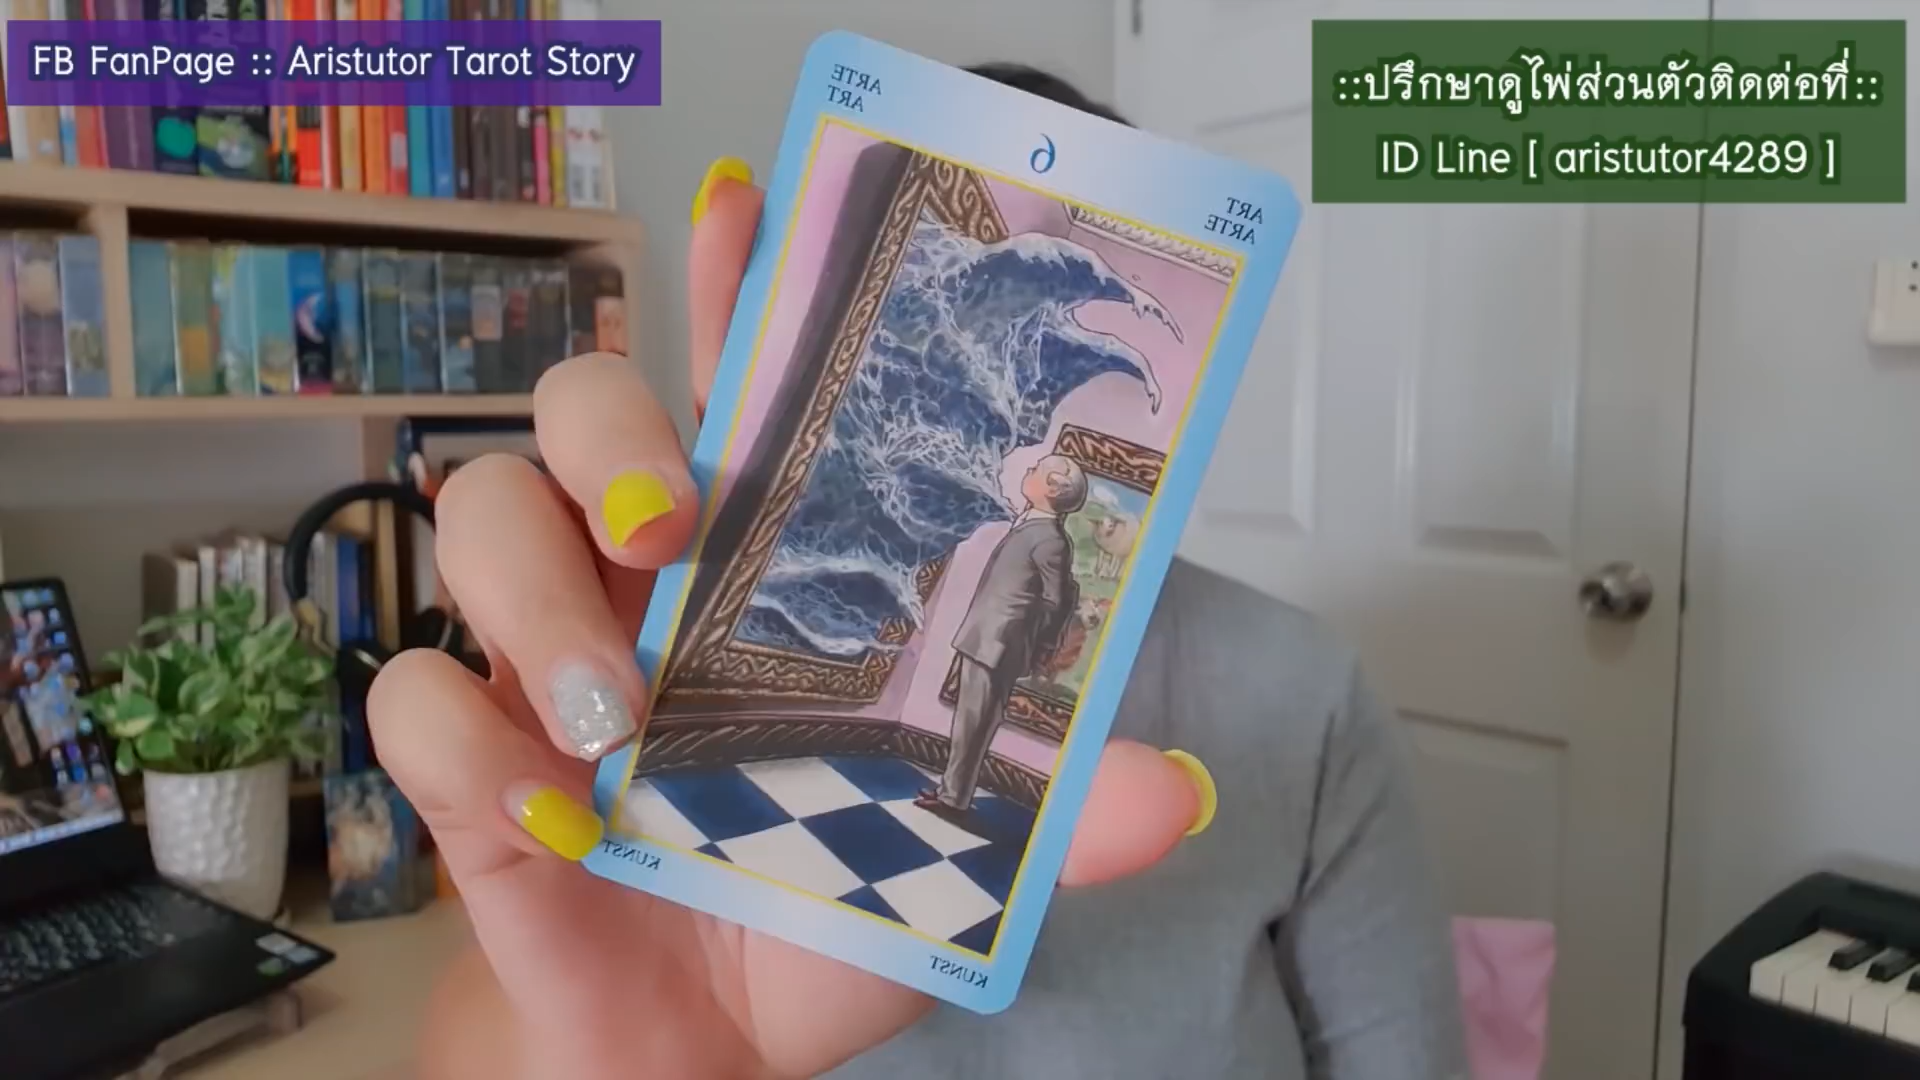 FB FanPage :: Aristutor Tarot Story
::ปรึกษาดูไพ่ส่วนตัวติดต่อที่::
ID Line [ aristutor4289 ]
ARTE
ART
6
ART
ARTE
KUNST
KUNST